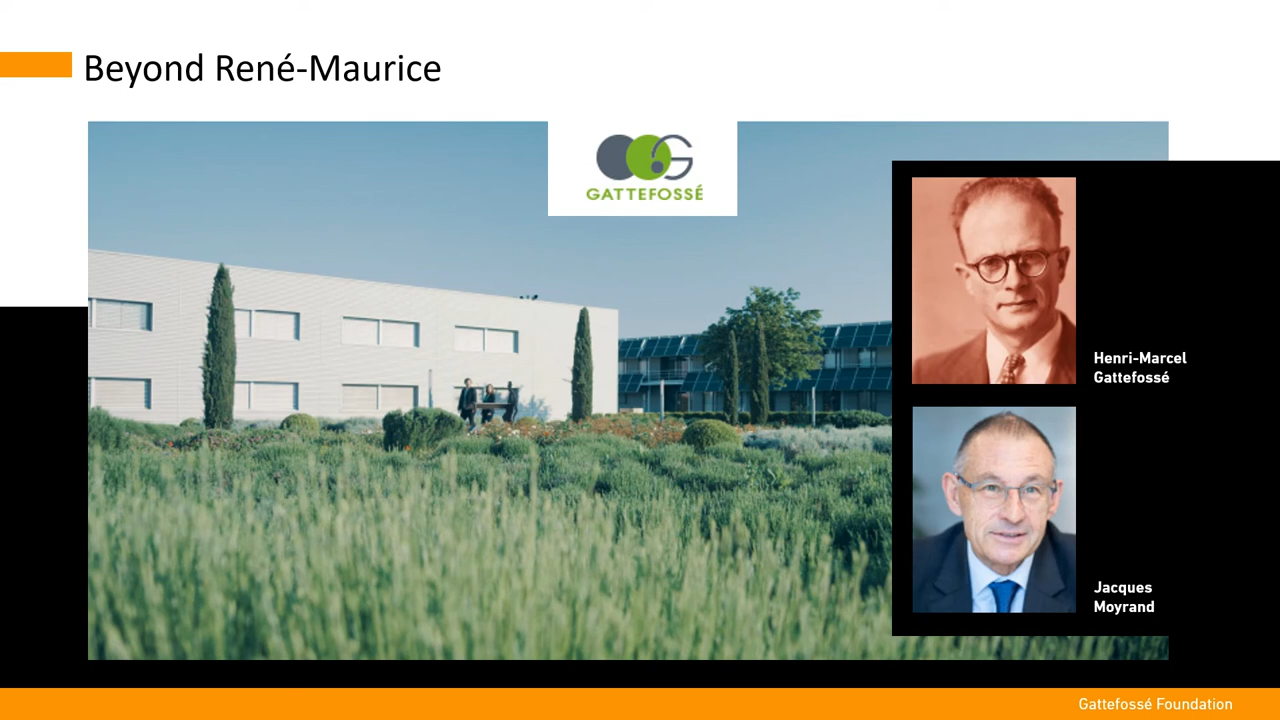 Beyond René-Maurice
GATTEFOSSÉ
Henri-Marcel
Gattefossé
Jacques
Moyrand
Gattefossé Foundation